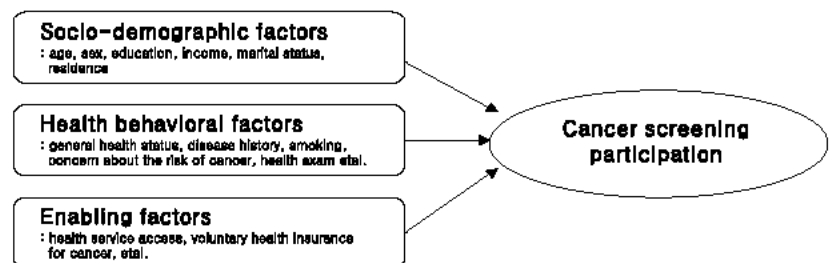 Socio-demographic factors
: age, sex, education, income, marital status,
residence
Health behavioral factors
: general health status, disease history, smoking,
concern about the risk of cancer, health exam etal.
Enabling factors
: health service access, voluntary health insurance
for cancer, etal.
Cancer screening
participation